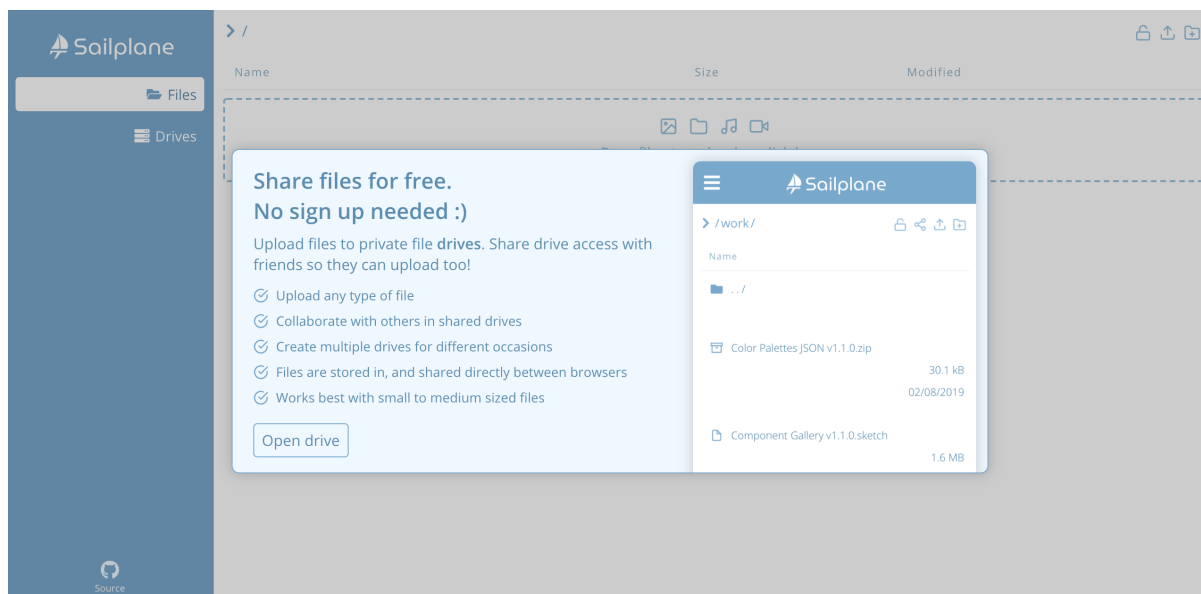 Sailplane
/
Files
Drives
Name Size Modified
Share files for free.
No sign up needed :)
Upload files to private file drives. Share drive access with
friends so they can upload too!
Upload any type of file
Collaborate with others in shared drives
Create multiple drives for different occasions
Files are stored in, and shared directly between browsers
Works best with small to medium sized files
Open drive
Sailplane
/work/
Name
../
Color Palettes JSON v1.1.0.zip
30.1 kB
02/08/2019
Component Gallery v1.1.0.sketch
1.6 MB
Source